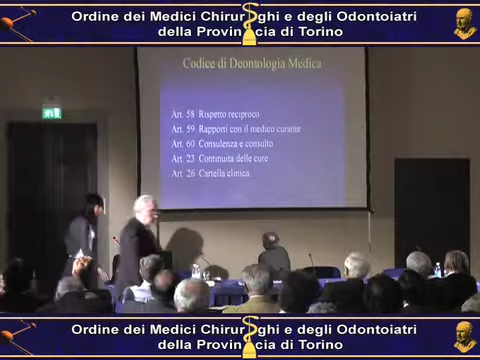 Ordine dei Medici Chirurghi e degli Odontoiatri
della Provincia di Torino
Codice di Deontologia Medica
Art. 58 Rispetto reciproco
Art. 59 Rapporti con il medico curante
Art. 60 Consulenza e consulto
Art. 23 Continuita delle cure
Art. 26 Cartella clinica
Ordine dei Medici Chirurghi e degli Odontoiatri
della Provincia di Torino